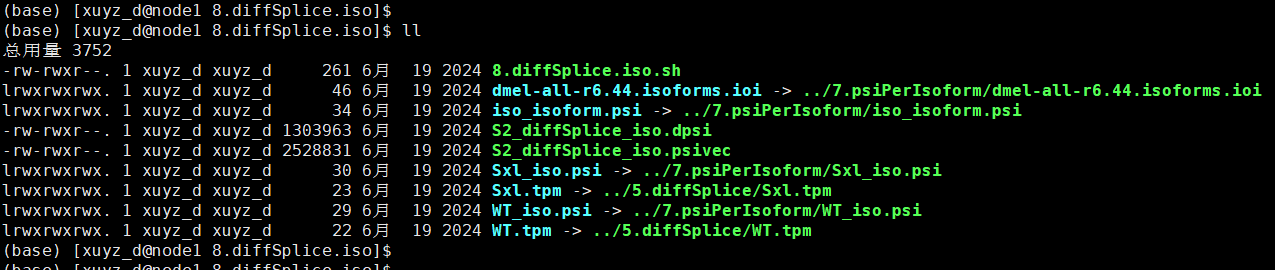 (base) [xuyz_d@node1 8.diffSplice.iso]$
(base) [xuyz_d@node1 8.diffSplice.iso]$ ll
总用量 3752
-rw-rwxr--. 1 xuyz_d xuyz_d     261 6月  19 2024 8.diffSplice.iso.sh
lrwxrwxrwx. 1 xuyz_d xuyz_d      46 6月  19 2024 dmel-all-r6.44.isoforms.ioi -> ../7.psiPerIsoform/dmel-all-r6.44.isoforms.ioi
lrwxrwxrwx. 1 xuyz_d xuyz_d      34 6月  19 2024 iso_isoform.psi -> ../7.psiPerIsoform/iso_isoform.psi
-rw-rwxr--. 1 xuyz_d xuyz_d 1303963 6月  19 2024 S2_diffSplice_iso.dpsi
-rw-rwxr--. 1 xuyz_d xuyz_d 2528831 6月  19 2024 S2_diffSplice_iso.psivec
lrwxrwxrwx. 1 xuyz_d xuyz_d      30 6月  19 2024 Sxl_iso.psi -> ../7.psiPerIsoform/Sxl_iso.psi
lrwxrwxrwx. 1 xuyz_d xuyz_d      23 6月  19 2024 Sxl.tpm -> ../5.diffSplice/Sxl.tpm
lrwxrwxrwx. 1 xuyz_d xuyz_d      29 6月  19 2024 WT_iso.psi -> ../7.psiPerIsoform/WT_iso.psi
lrwxrwxrwx. 1 xuyz_d xuyz_d      22 6月  19 2024 WT.tpm -> ../5.diffSplice/WT.tpm
(base) [xuyz_d@node1 8.diffSplice.iso]$
(base) [xuyz_d@node1 8.diffSplice.iso]$